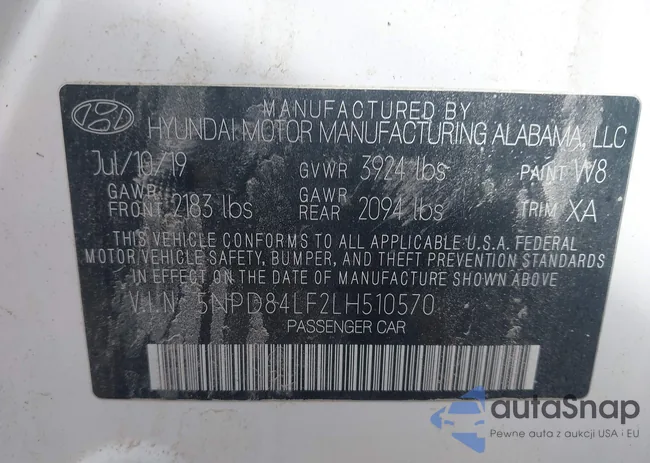 MANUFACTURED BY
HYUNDAI MOTOR MANUFACTURING ALABAMA, LLC
Jul/10/19 GVWR 3924 lbs PAINT W8
GAWR FRONT 2183 lbs GAWR REAR 2094 lbs TRIM XA
THIS VEHICLE CONFORMS TO ALL APPLICABLE U.S.A. FEDERAL
MOTOR VEHICLE SAFETY, BUMPER, AND THEFT PREVENTION STANDARDS
IN EFFECT ON THE DATE OF MANUFACTURE SHOWN ABOVE
V.I.N : 5NPD84LF2LH510570
PASSENGER CAR
autaSnap
Pewne auta z aukcji USA i EU